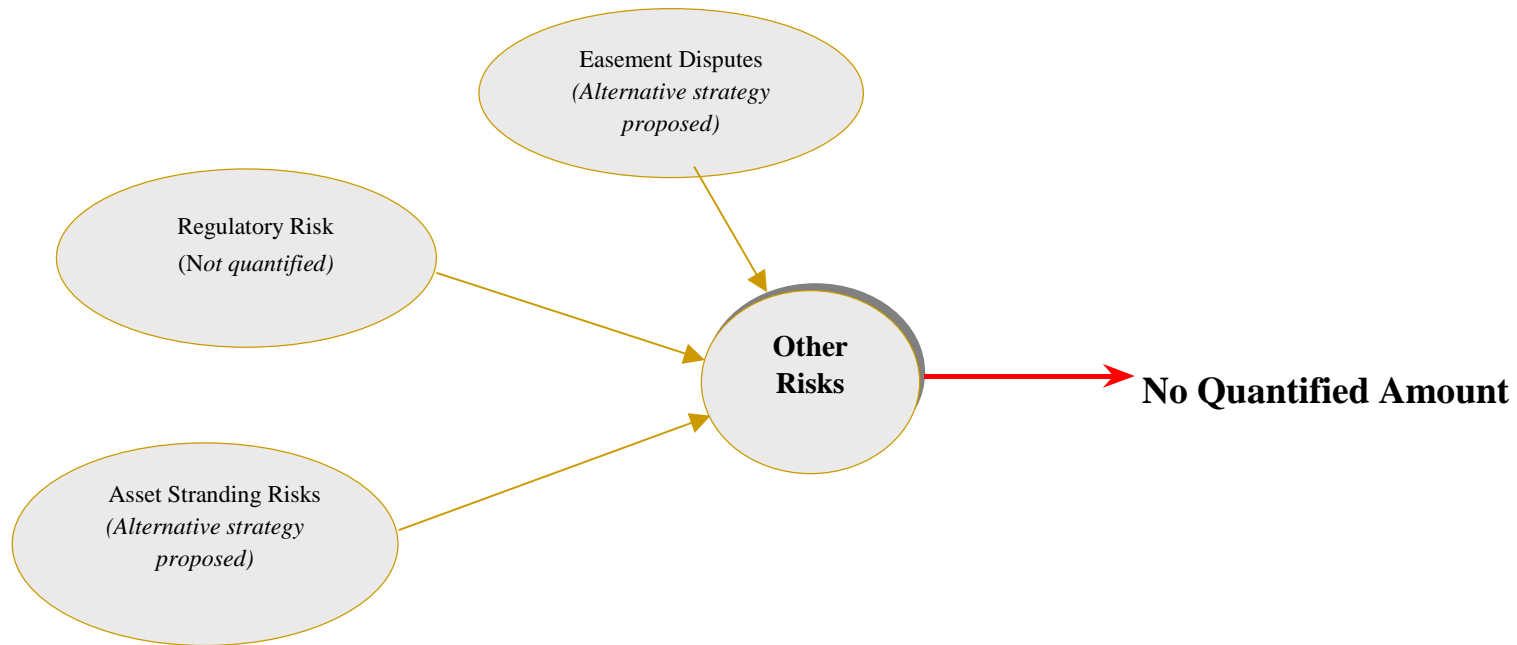 Easement Disputes
(Alternative strategy
proposed)
Regulatory Risk
(Not quantified)
Other
Risks
No Quantified Amount
Asset Stranding Risks
(Alternative strategy
proposed)